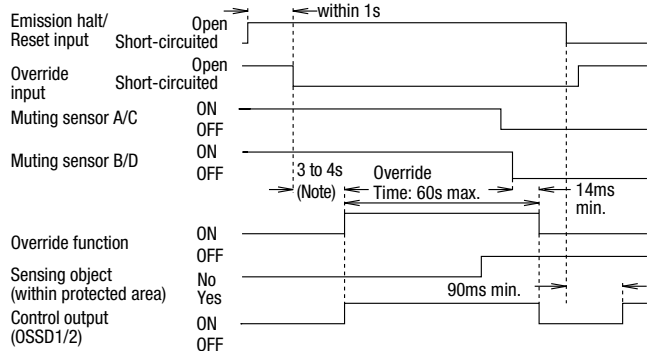 within 1s
Emission halt/
Reset input
Open
Short-circuited
Override
input
Open
Short-circuited
Muting sensor A/C
ON
OFF
Muting sensor B/D
ON
OFF
3 to 4s
(Note)
Override
Time: 60s max.
14ms
min.
Override function
ON
OFF
Sensing object
(within protected area)
No
Yes
90ms min.
Control output
(OSSD1/2)
ON
OFF